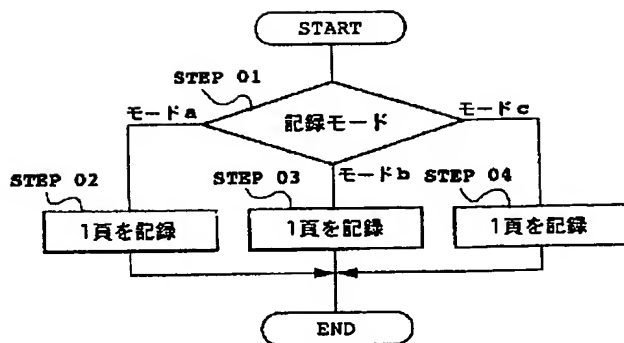 START
STEP 01
モードa
記録モード
モードc
STEP 02
STEP 03
モードb
STEP 04
1頁を記録
1頁を記録
1頁を記録
END